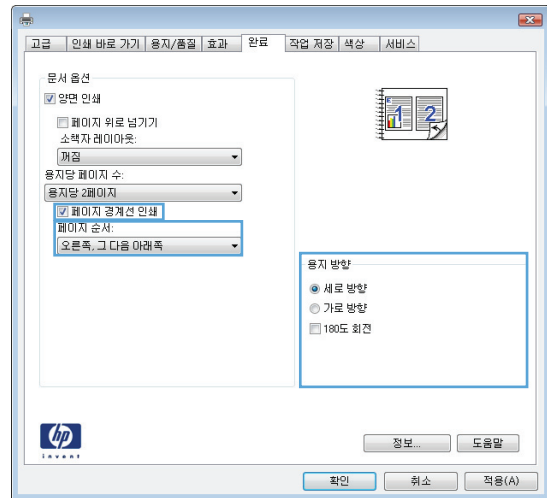 고급 인쇄 바로 가기 용지/품질 효과 완료 작업 저장 색상 서비스
문서 옵션
양면 인쇄
페이지 위로 넘기기
소책자 레이아웃:
꺼짐
용지당 페이지 수:
용지당 2페이지
페이지 경계선 인쇄
페이지 순서:
오른쪽, 그 다음 아래쪽
1 2
용지 방향
세로 방향
가로 방향
180도 회전
hp
invent
정보... 도움말
확인 취소 적용(A)